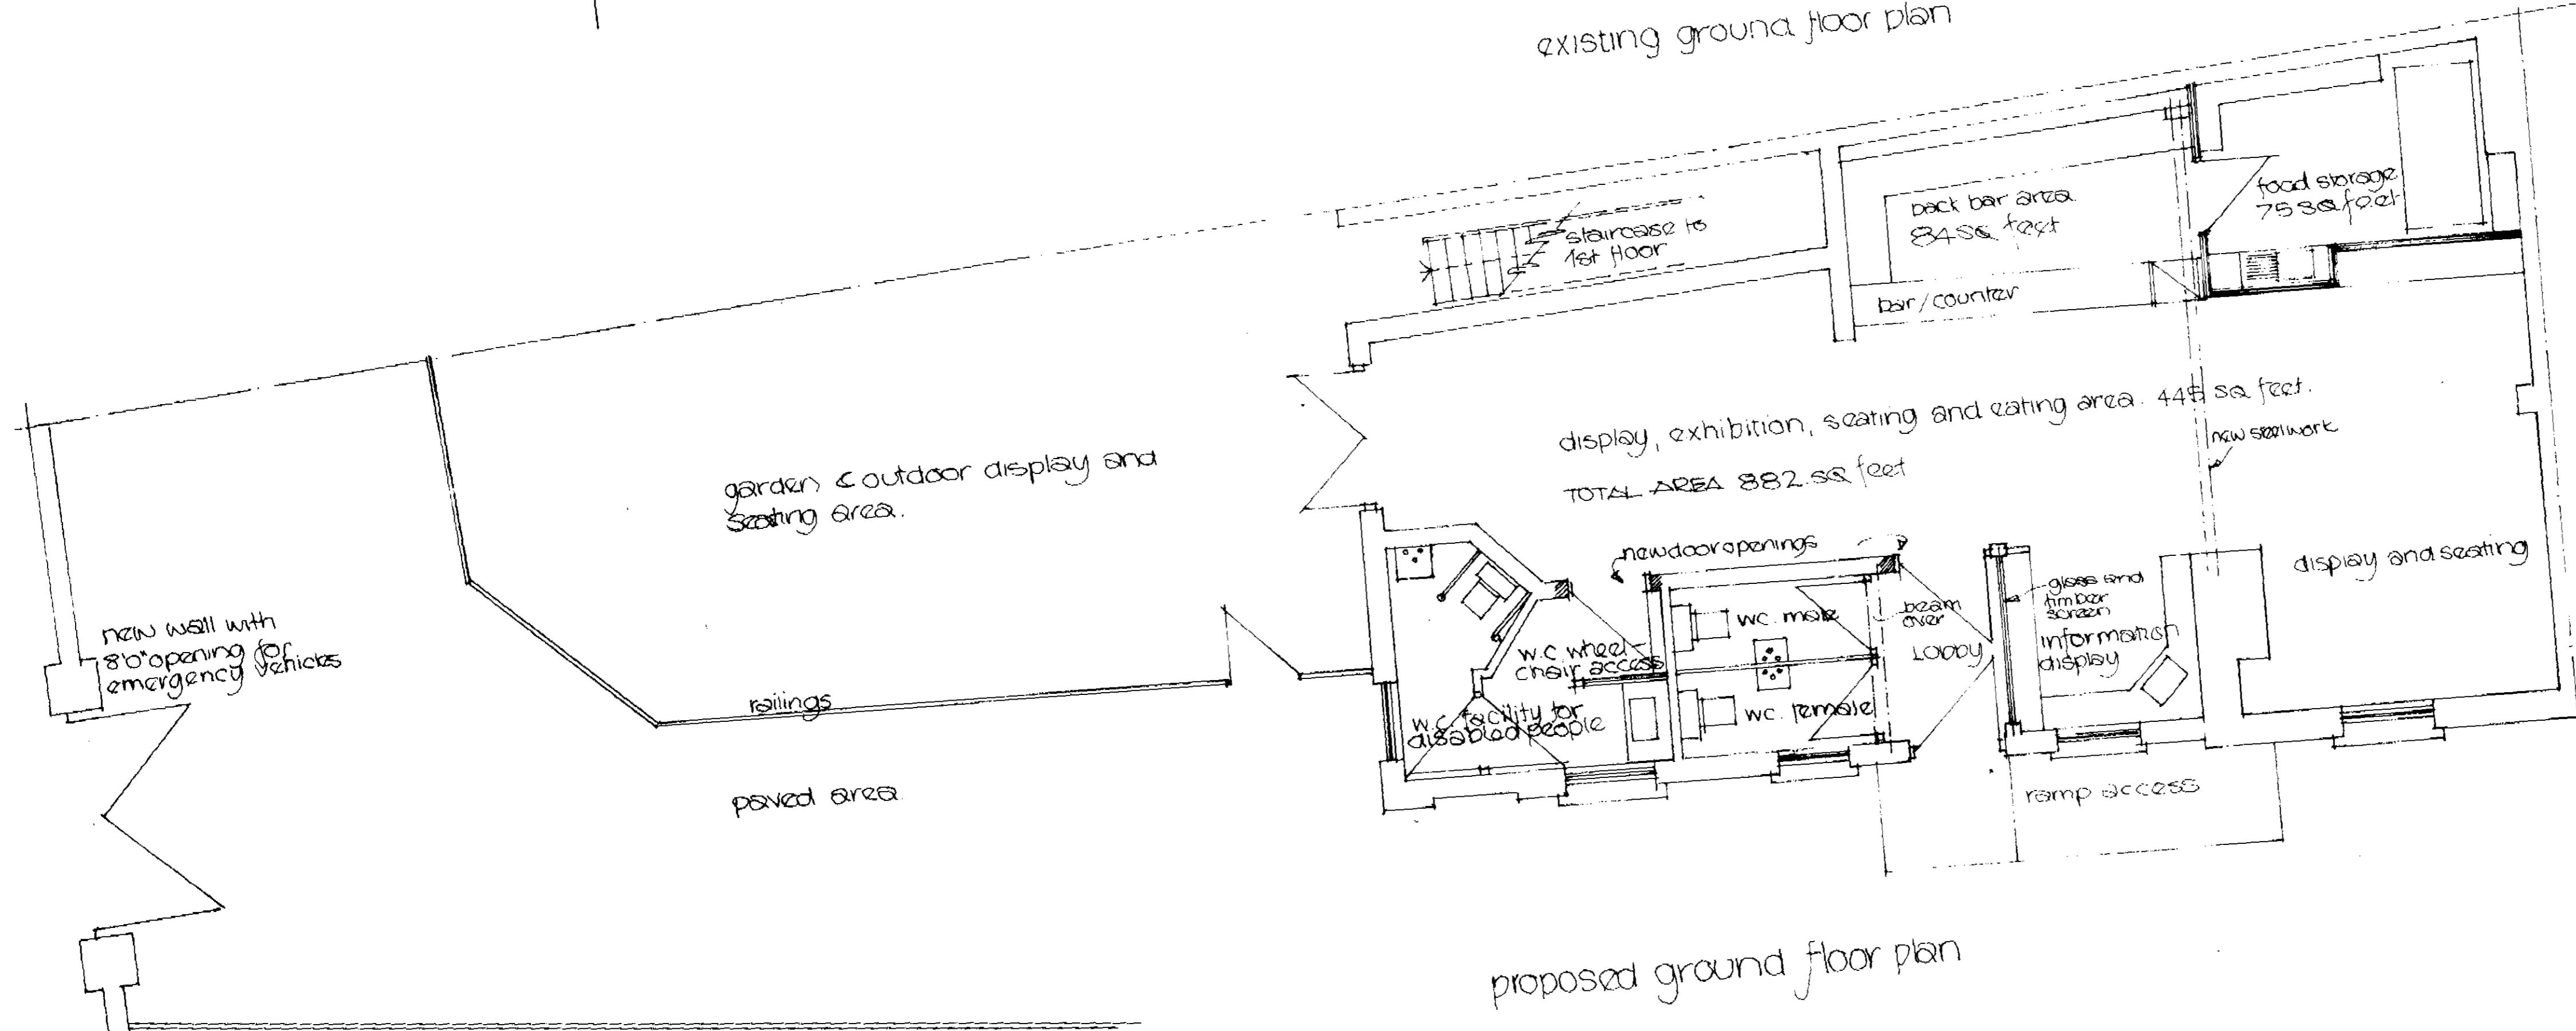 existing ground floor plan
food storage
75 sq feet
back bar area
84 sq feet
staircase to
1st floor
bar/counter
display, exhibition, seating and eating area. 445 sq feet.
new steelwork
TOTAL AREA 882.SQ feet
garden & outdoor display and
seating area.
new door openings
display and seating
glass and
timber
screen
beam
over
w.c. male
new wall with
8'0" opening for
emergency vehicles
information
display
LOBBY
w.c wheel-
chair access
railings
w.c. female
w.c. facility for
disabled people
paved area
ramp access
proposed ground floor plan